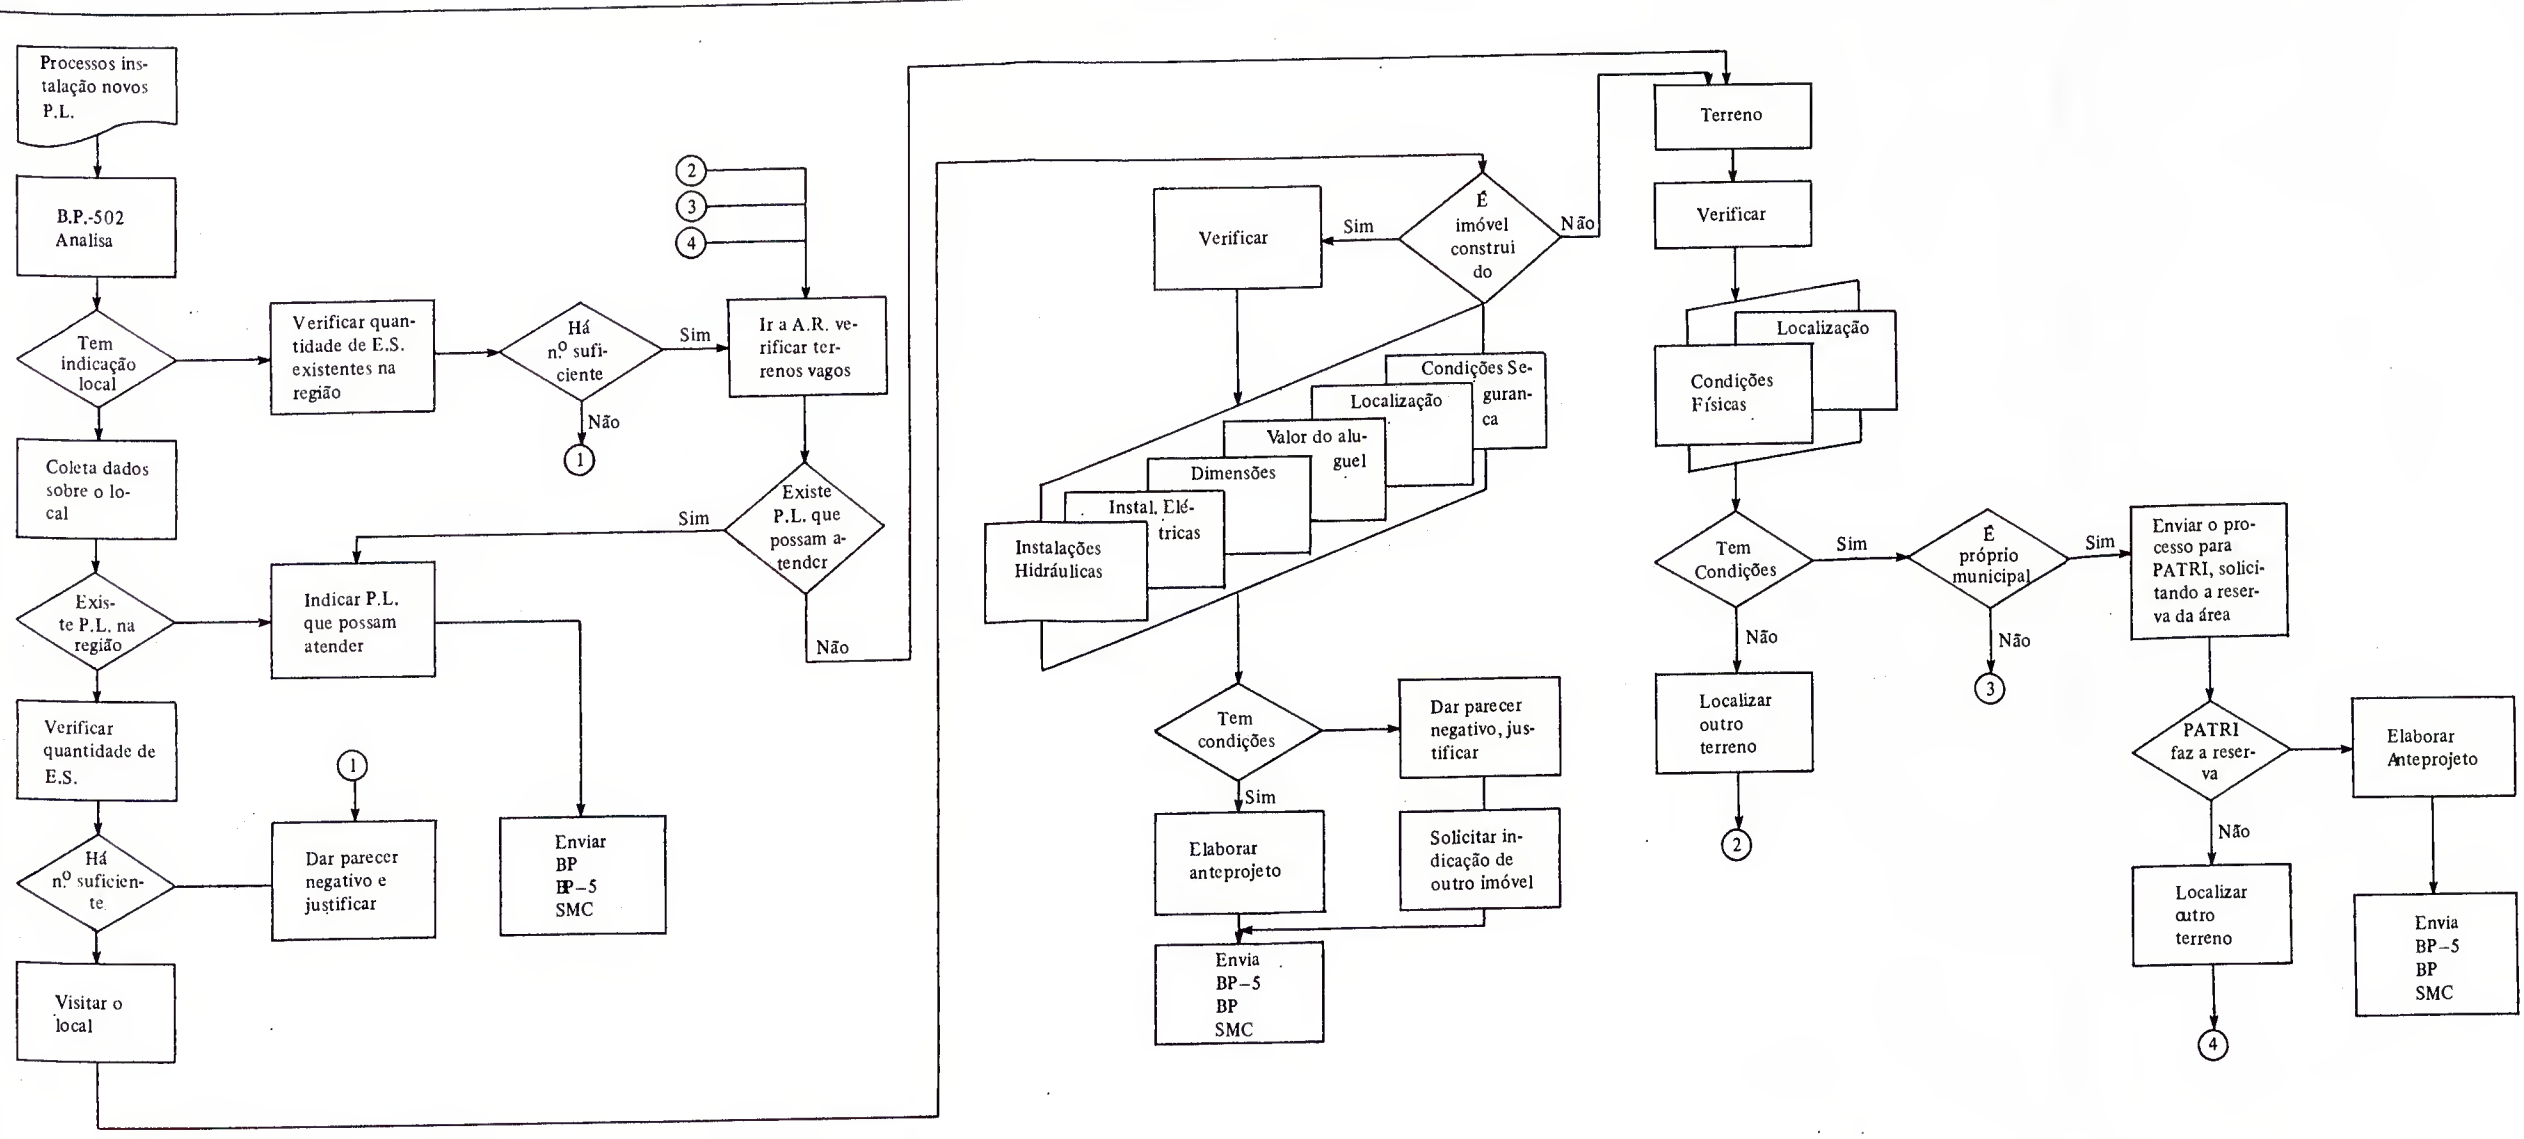 Processos ins-
talação novos
P.L.
B.P.-502
Analisa
Tem
indicação
local
Coleta dados
sobre o lo-
cal
Exis-
te P.L. na
região
Verificar
quantidade de
E.S.
Há
n.º suficien-
te
Visitar o
local
Verificar quan-
tidade de E.S.
existentes na
região
Há
n.º sufi-
ciente
Sim
Não
1
2
3
4
Ir a A.R. ve-
rificar ter-
renos vagos
Existe
P.L. que
possam a-
tender
Sim
Não
Indicar P.L.
que possam
atender
1
Dar parecer
negativo e
justificar
Enviar
BP
BP-5
SMC
É
imóvel
construi
do
Sim
Não
Verificar
Condições Se-
guran-
ca
Localização
Valor do alu-
guel
Dimensões
Instal. Elé-
tricas
Instalações
Hidráulicas
Tem
condições
Sim
Dar parecer
negativo, jus-
tificar
Elaborar
anteprojeto
Solicitar in-
dicação de
outro imóvel
Envia
BP-5
BP
SMC
Terreno
Verificar
Localização
Condições
Físicas
Tem
Condições
Sim
Não
Localizar
outro
terreno
2
É
próprio
municipal
Sim
Não
3
Enviar o pro-
cesso para
PATRI, solici-
tando a reser-
va da área
PATRI
faz a reser-
va
Não
Elaborar
Anteprojeto
Localizar
outro
terreno
4
Envia
BP-5
BP
SMC